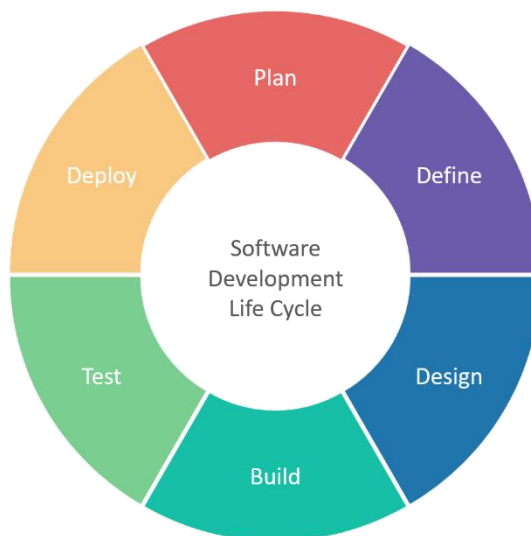 Plan
Define
Design
Build
Test
Deploy
Software
Development
Life Cycle